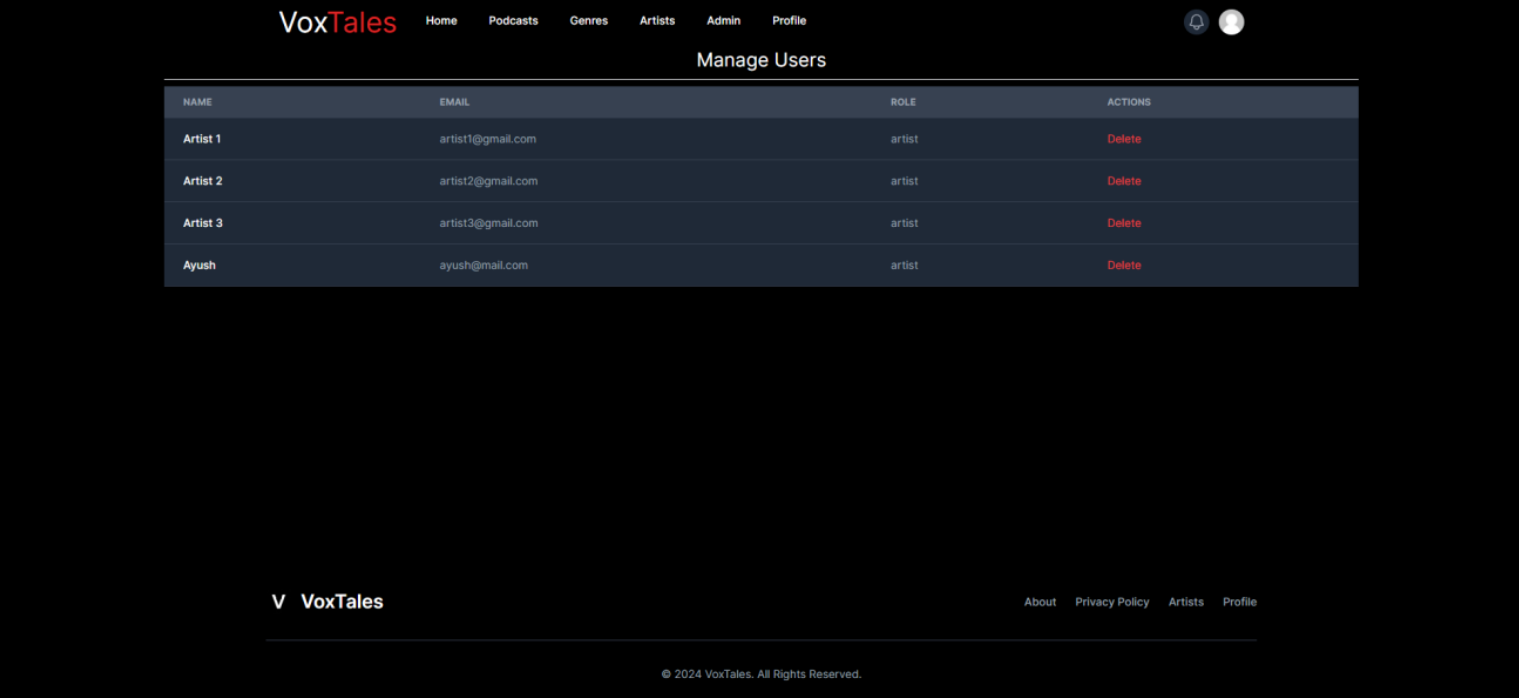 VoxTales Home Podcasts Genres Artists Admin Profile
Manage Users
NAME EMAIL ROLE ACTIONS
Artist 1 artist1@gmail.com artist Delete
Artist 2 artist2@gmail.com artist Delete
Artist 3 artist3@gmail.com artist Delete
Ayush ayush@mail.com artist Delete
V VoxTales About Privacy Policy Artists Profile
© 2024 VoxTales. All Rights Reserved.